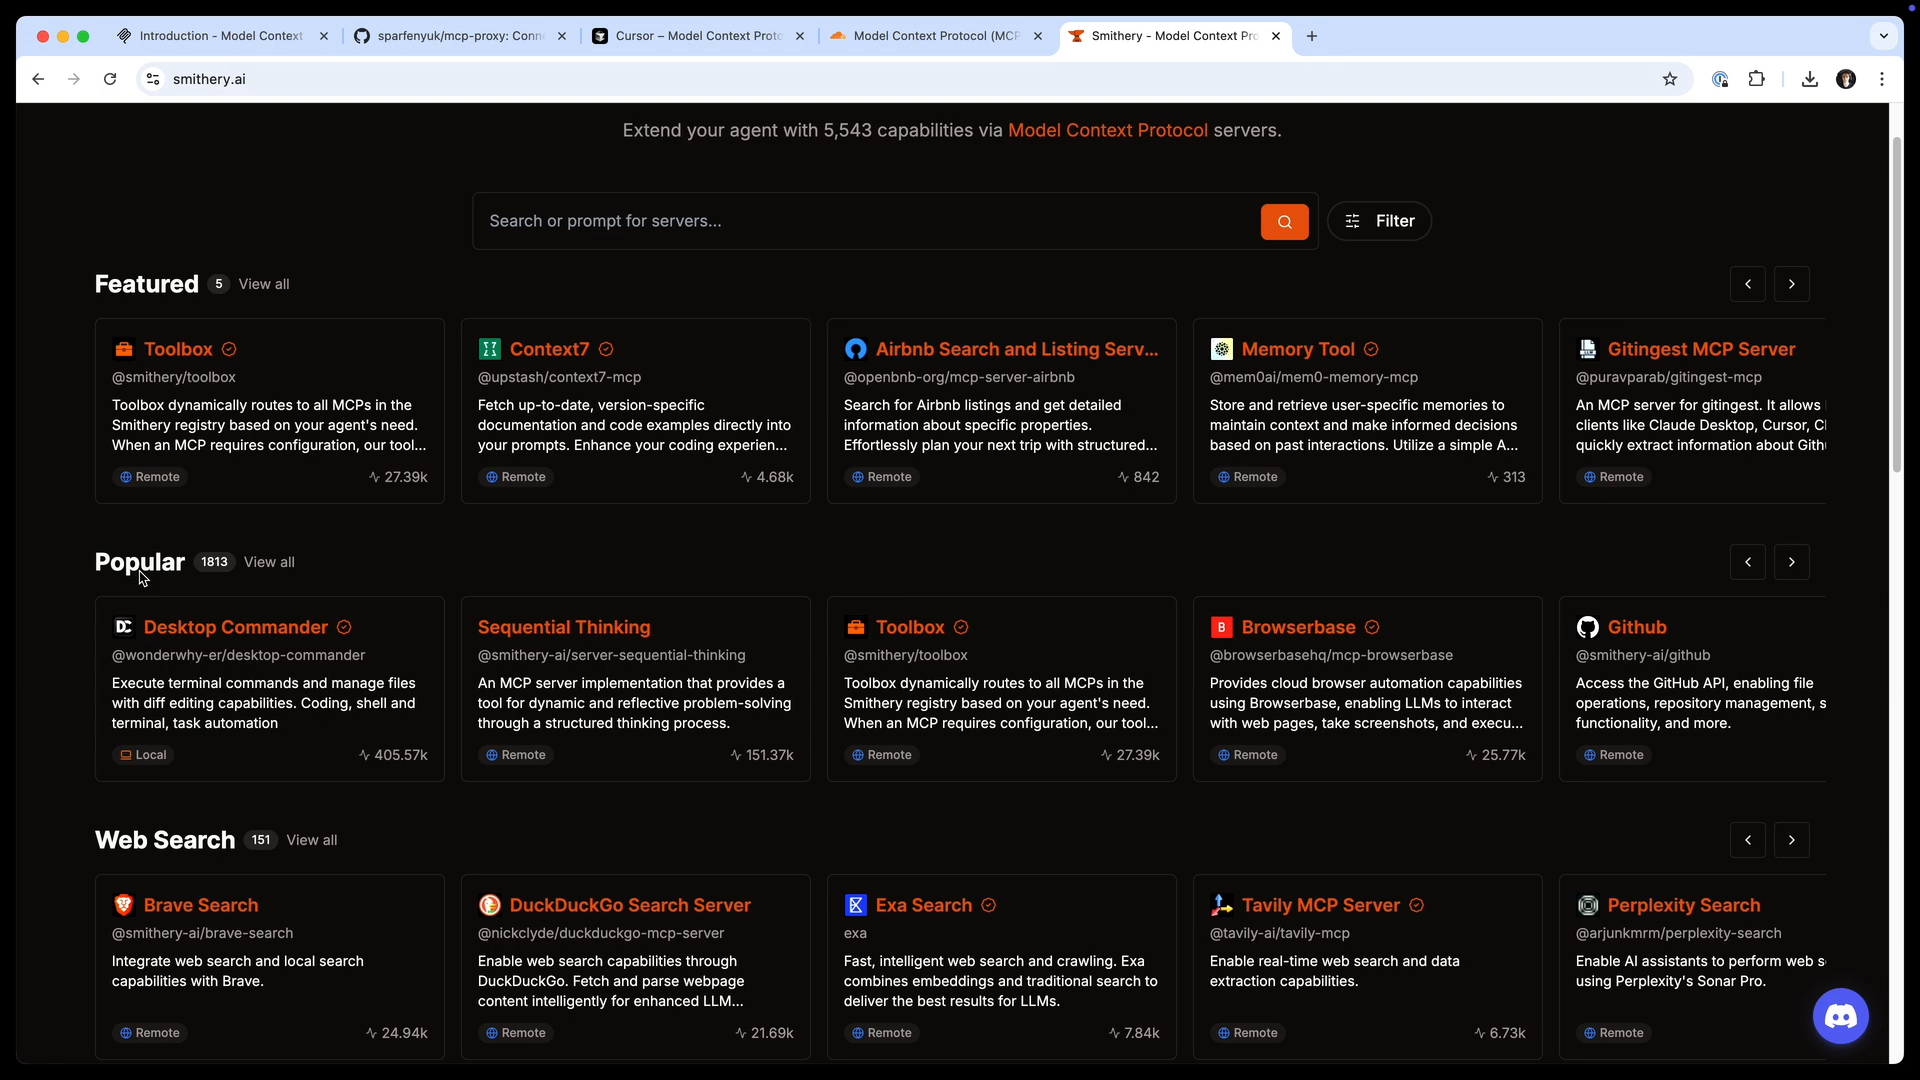 Introduction - Model Context
sparfenyuk/mcp-proxy: Conne
Cursor – Model Context Proto
Model Context Protocol (MCP
Smithery - Model Context Pro
smithery.ai
Extend your agent with 5,543 capabilities via Model Context Protocol servers.
Search or prompt for servers...
Filter
Featured 5 View all
Toolbox
@smithery/toolbox
Toolbox dynamically routes to all MCPs in the
Smithery registry based on your agent's need.
When an MCP requires configuration, our tool...
Remote 27.39k
Context7
@upstash/context7-mcp
Fetch up-to-date, version-specific
documentation and code examples directly into
your prompts. Enhance your coding experien...
Remote 4.68k
Airbnb Search and Listing Serv...
@openbnb-org/mcp-server-airbnb
Search for Airbnb listings and get detailed
information about specific properties.
Effortlessly plan your next trip with structured...
Remote 842
Memory Tool
@mem0ai/mem0-memory-mcp
Store and retrieve user-specific memories to
maintain context and make informed decisions
based on past interactions. Utilize a simple A...
Remote 313
Gitingest MCP Server
@puravparab/gitingest-mcp
An MCP server for gitingest. It allows
clients like Claude Desktop, Cursor, Cl
quickly extract information about Gith
Remote
Popular 1813 View all
DC Desktop Commander
@wonderwhy-er/desktop-commander
Execute terminal commands and manage files
with diff editing capabilities. Coding, shell and
terminal, task automation
Local 405.57k
Sequential Thinking
@smithery-ai/server-sequential-thinking
An MCP server implementation that provides a
tool for dynamic and reflective problem-solving
through a structured thinking process.
Remote 151.37k
Toolbox
@smithery/toolbox
Toolbox dynamically routes to all MCPs in the
Smithery registry based on your agent's need.
When an MCP requires configuration, our tool...
Remote 27.39k
B Browserbase
@browserbasehq/mcp-browserbase
Provides cloud browser automation capabilities
using Browserbase, enabling LLMs to interact
with web pages, take screenshots, and execu...
Remote 25.77k
Github
@smithery-ai/github
Access the GitHub API, enabling file
operations, repository management, s
functionality, and more.
Remote
Web Search 151 View all
Brave Search
@smithery-ai/brave-search
Integrate web search and local search
capabilities with Brave.
Remote 24.94k
DuckDuckGo Search Server
@nickclyde/duckduckgo-mcp-server
Enable web search capabilities through
DuckDuckGo. Fetch and parse webpage
content intelligently for enhanced LLM...
Remote 21.69k
Exa Search
exa
Fast, intelligent web search and crawling. Exa
combines embeddings and traditional search to
deliver the best results for LLMs.
Remote 7.84k
Tavily MCP Server
@tavily-ai/tavily-mcp
Enable real-time web search and data
extraction capabilities.
Remote 6.73k
Perplexity Search
@arjunkmrm/perplexity-search
Enable AI assistants to perform web s
using Perplexity's Sonar Pro.
Remote